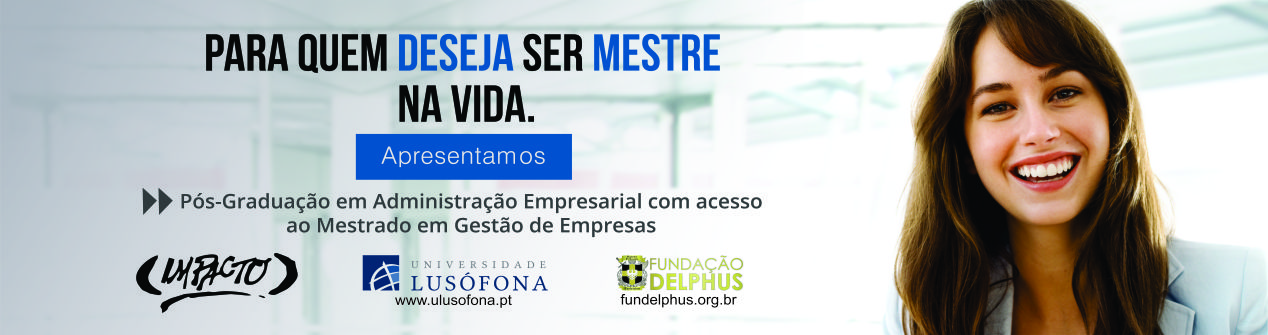 PARA QUEM DESEJA SER MESTRE
NA VIDA.
Apresentamos
Pós-Graduação em Administração Empresarial com acesso
ao Mestrado em Gestão de Empresas
IMPACTO
UNIVERSIDADE
LUSÓFONA
www.ulusofona.pt
FUNDAÇÃO
DELPHUS
fundelphus.org.br